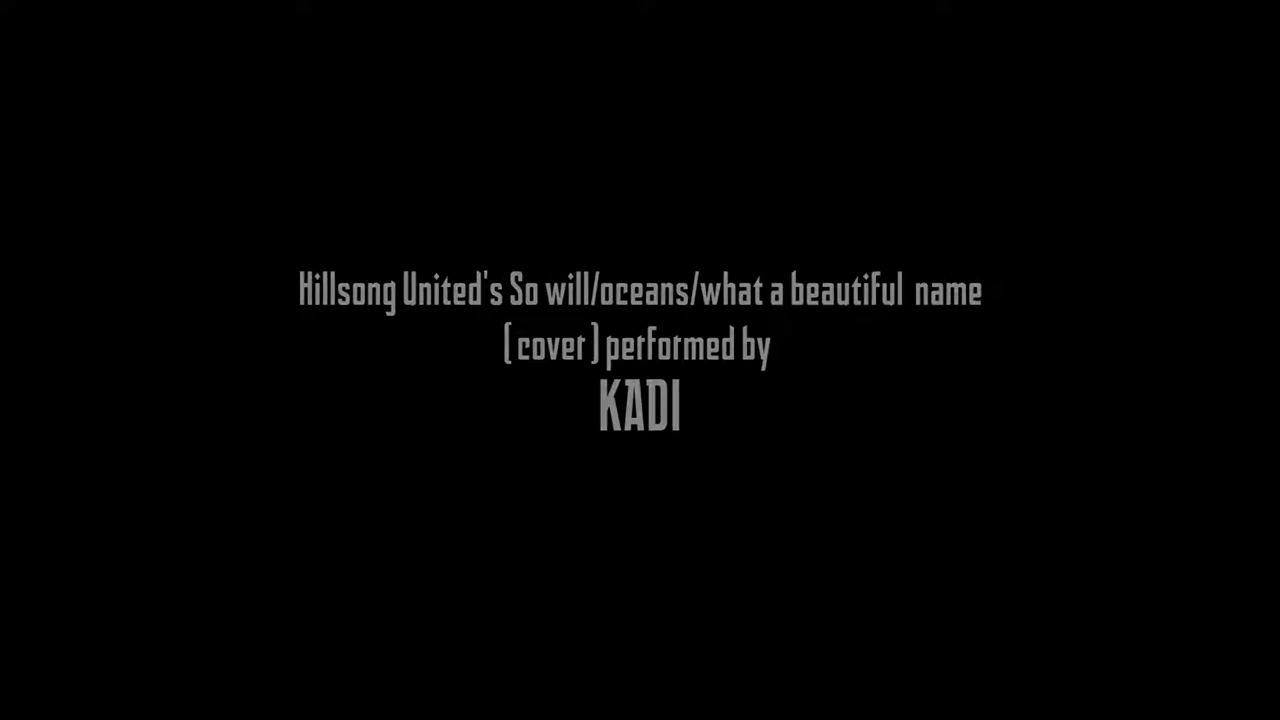 Hillsong United's So will/oceans/what a beautiful name
(cover) performed by
KADI